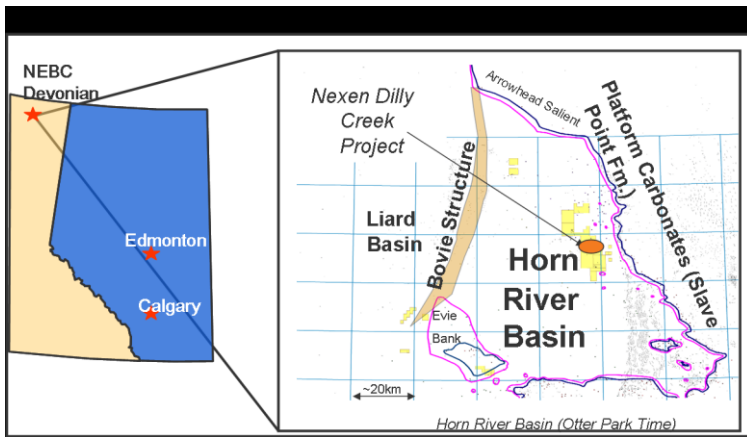 NEBC
Devonian
Edmonton
Calgary
Nexen Dilly
Creek
Project
Arrowhead Salient
Platform Carbonates (Slave
Point Fm.)
Liard
Basin
Bovie Structure
Horn
River
Basin
Evie
Bank
~20km
Horn River Basin (Otter Park Time)